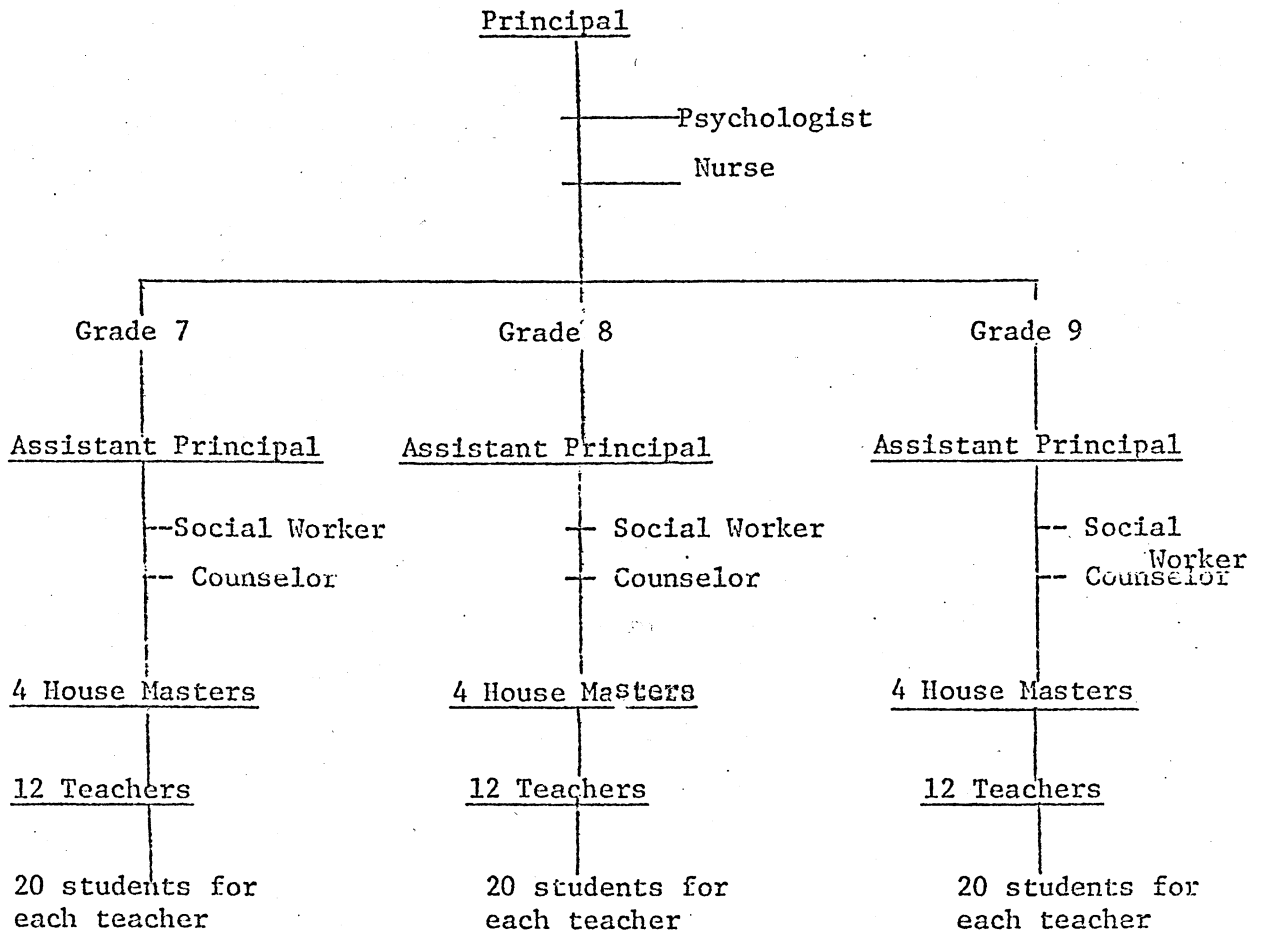 Principal
Psychologist
Nurse
Grade 7 Grade 8 Grade 9
Assistant Principal Assistant Principal Assistant Principal
--Social Worker Social Worker -- Social
Worker
-- Counselor Counselor -- Counselor
4 House Masters 4 House Masters 4 House Masters
12 Teachers 12 Teachers 12 Teachers
20 students for 20 students for 20 students for
each teacher each teacher each teacher